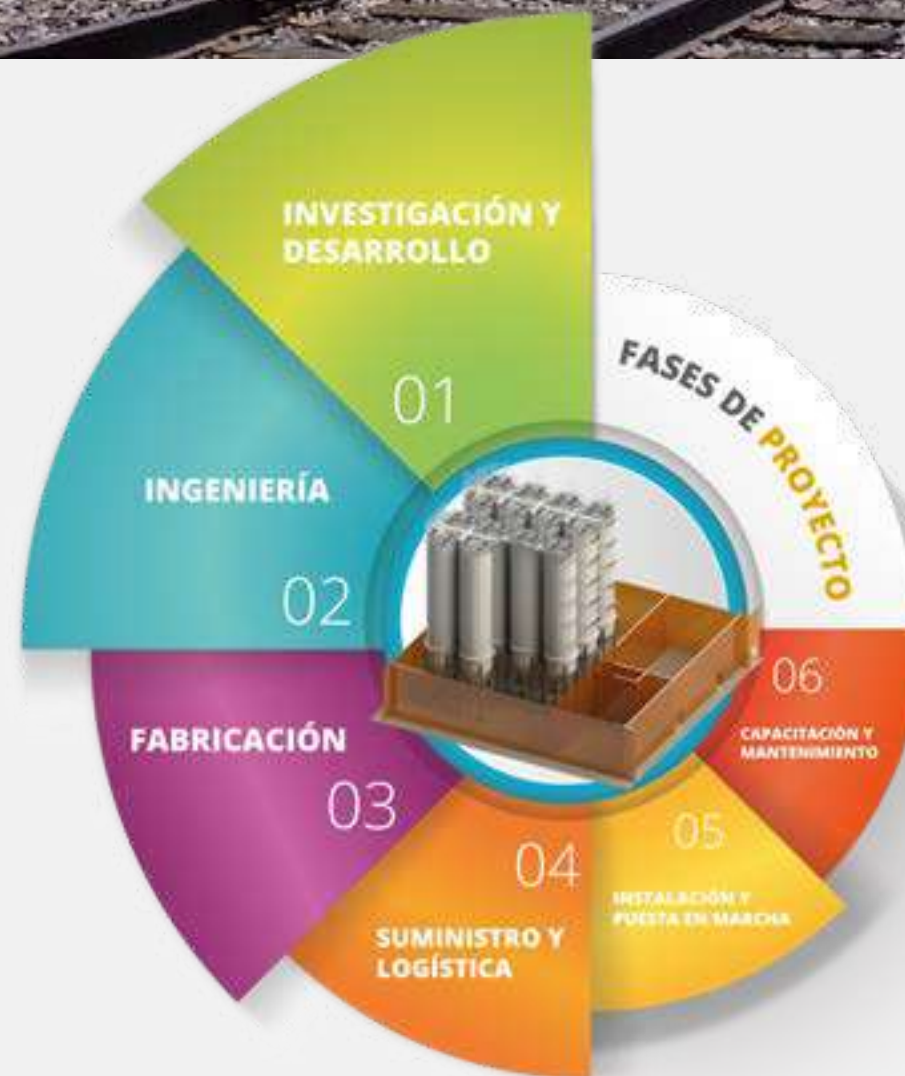 INVESTIGACIÓN Y
DESARROLLO
01
FASES DE PROYECTO
INGENIERÍA
02
FABRICACIÓN
03
04
SUMINISTRO Y
LOGÍSTICA
05
INSTALACIÓN Y
PUESTA EN MARCHA
06
CAPACITACIÓN Y
MANTENIMIENTO